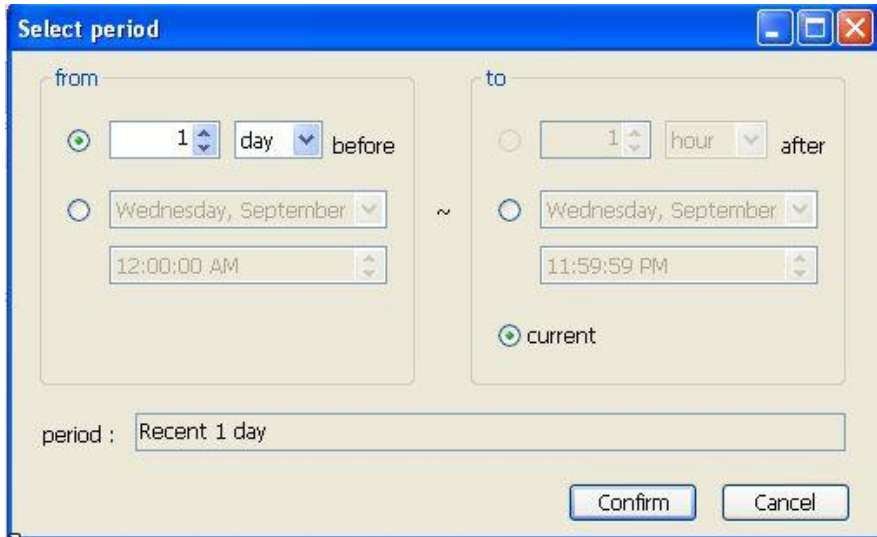 Select period
from
1 day before
Wednesday, September
12:00:00 AM
~
to
1 hour after
Wednesday, September
11:59:59 PM
current
period : Recent 1 day
Confirm Cancel